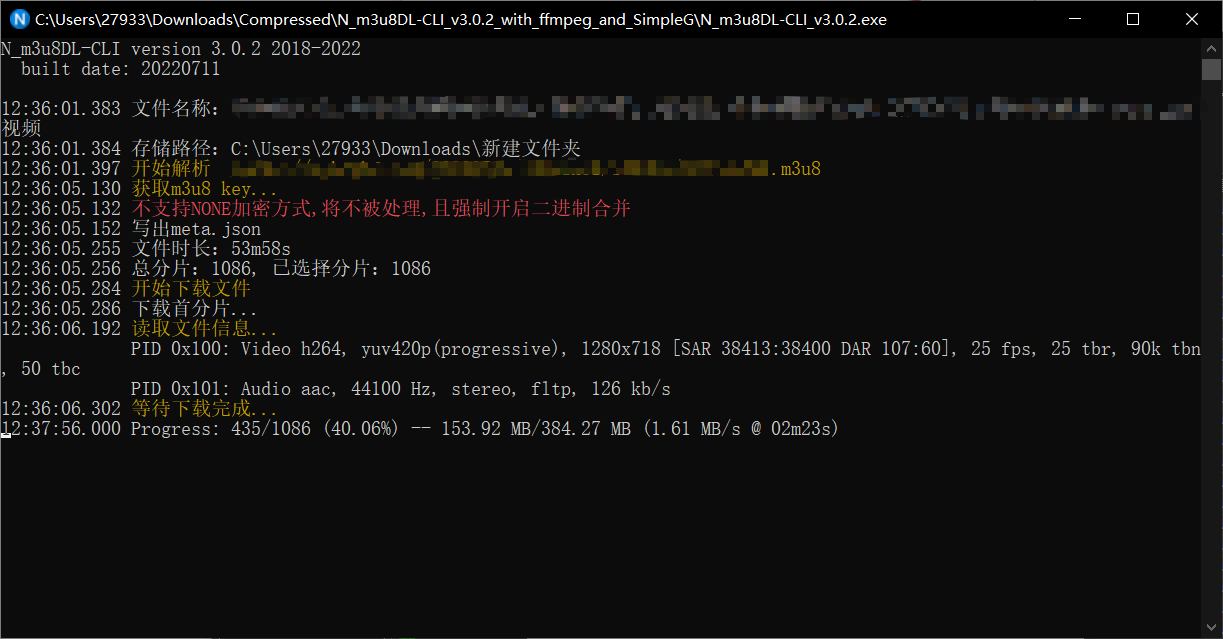 C:\Users\27933\Downloads\Compressed\N_m3u8DL-CLI_v3.0.2_with_ffmpeg_and_SimpleG\N_m3u8DL-CLI_v3.0.2.exe
N_m3u8DL-CLI version 3.0.2 2018-2022
built date: 20220711
12:36:01.383 文件名称：
视频
12:36:01.384 存储路径：C:\Users\27933\Downloads\新建文件夹
12:36:01.397 开始解析 .m3u8
12:36:05.130 获取m3u8 key...
12:36:05.132 不支持NONE加密方式,将不被处理,且强制开启二进制合并
12:36:05.152 写出meta.json
12:36:05.255 文件时长：53m58s
12:36:05.256 总分片：1086, 已选择分片：1086
12:36:05.284 开始下载文件
12:36:05.286 下载首分片...
12:36:06.192 读取文件信息...
PID 0x100: Video h264, yuv420p(progressive), 1280x718 [SAR 38413:38400 DAR 107:60], 25 fps, 25 tbr, 90k tbn
, 50 tbc
PID 0x101: Audio aac, 44100 Hz, stereo, fltp, 126 kb/s
12:36:06.302 等待下载完成...
12:37:56.000 Progress: 435/1086 (40.06%) -- 153.92 MB/384.27 MB (1.61 MB/s @ 02m23s)